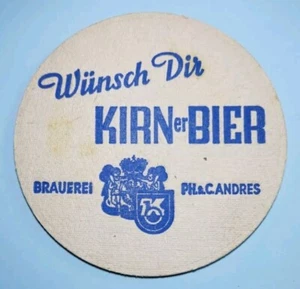 Wünsch Dir
KIRNerBIER
BRAUEREI PH.&C.ANDRES
K